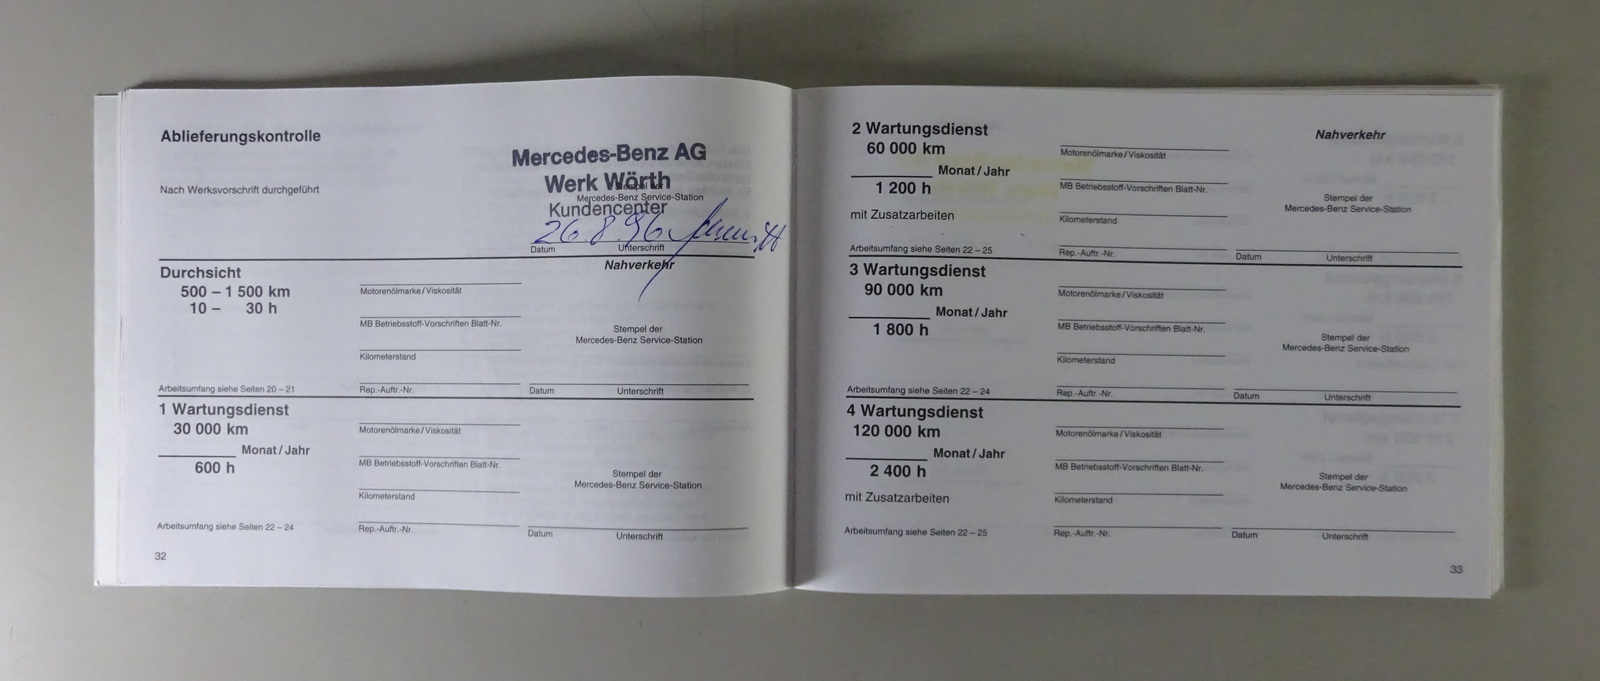 Ablieferungskontrolle
Nach Werksvorschrift durchgeführt
Mercedes-Benz AG
Werk Wörth
Stempel der
Mercedes-Benz Service-Station
Kundencenter
26.8.96
Datum Unterschrift
Nahverkehr
Durchsicht
500 – 1 500 km
10 – 30 h
Motorenölmarke/Viskosität
MB Betriebsstoff-Vorschriften Blatt-Nr.
Stempel der
Mercedes-Benz Service-Station
Kilometerstand
Arbeitsumfang siehe Seiten 20 – 21 Rep.-Auftr.-Nr. Datum Unterschrift
1 Wartungsdienst
30 000 km
Motorenölmarke/Viskosität
Monat / Jahr
600 h
MB Betriebsstoff-Vorschriften Blatt-Nr.
Stempel der
Mercedes-Benz Service-Station
Kilometerstand
Arbeitsumfang siehe Seiten 22 – 24 Rep.-Auftr.-Nr. Datum Unterschrift
32
2 Wartungsdienst
Nahverkehr
60 000 km
Motorenölmarke/Viskosität
Monat / Jahr
1 200 h
MB Betriebsstoff-Vorschriften Blatt-Nr.
Stempel der
Mercedes-Benz Service-Station
mit Zusatzarbeiten
Kilometerstand
Arbeitsumfang siehe Seiten 22 – 25 Rep.-Auftr.-Nr. Datum Unterschrift
3 Wartungsdienst
90 000 km
Motorenölmarke/Viskosität
Monat / Jahr
1 800 h
MB Betriebsstoff-Vorschriften Blatt-Nr.
Stempel der
Mercedes-Benz Service-Station
Kilometerstand
Arbeitsumfang siehe Seiten 22 – 24 Rep.-Auftr.-Nr. Datum Unterschrift
4 Wartungsdienst
120 000 km
Motorenölmarke/Viskosität
Monat / Jahr
2 400 h
MB Betriebsstoff-Vorschriften Blatt-Nr.
Stempel der
Mercedes-Benz Service-Station
mit Zusatzarbeiten
Kilometerstand
Arbeitsumfang siehe Seiten 22 – 25 Rep.-Auftr.-Nr. Datum Unterschrift
33